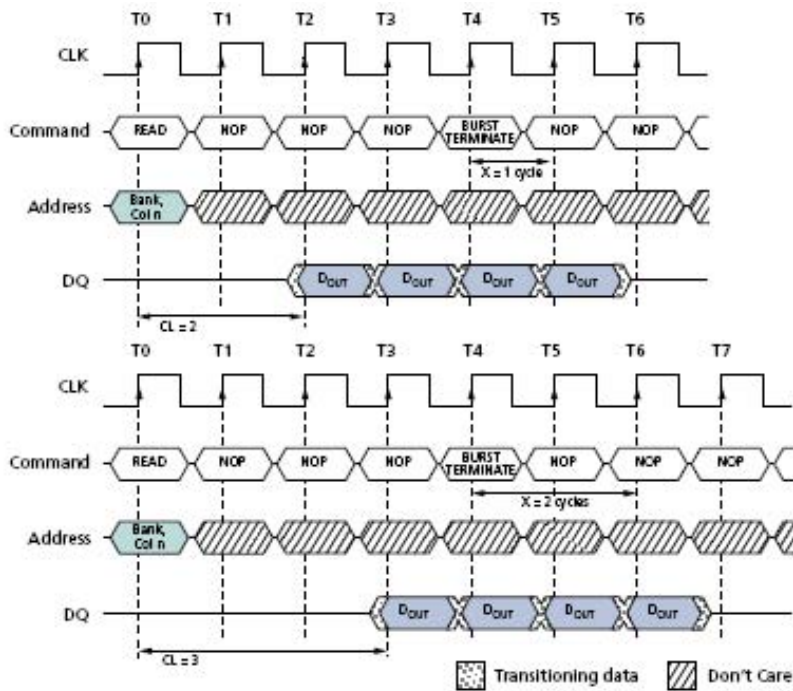 T0 T1 T2 T3 T4 T5 T6
CLK
Command READ NOP NOP NOP BURST TERMINATE NOP NOP
X = 1 cycle
Address Bank, Col n
DQ DOUT DOUT DOUT DOUT
CL = 2
T0 T1 T2 T3 T4 T5 T6 T7
CLK
Command READ NOP NOP NOP BURST TERMINATE NOP NOP NOP
X = 2 cycles
Address Bank, Col n
DQ DOUT DOUT DOUT DOUT
CL = 3
Transitioning data Don't Care